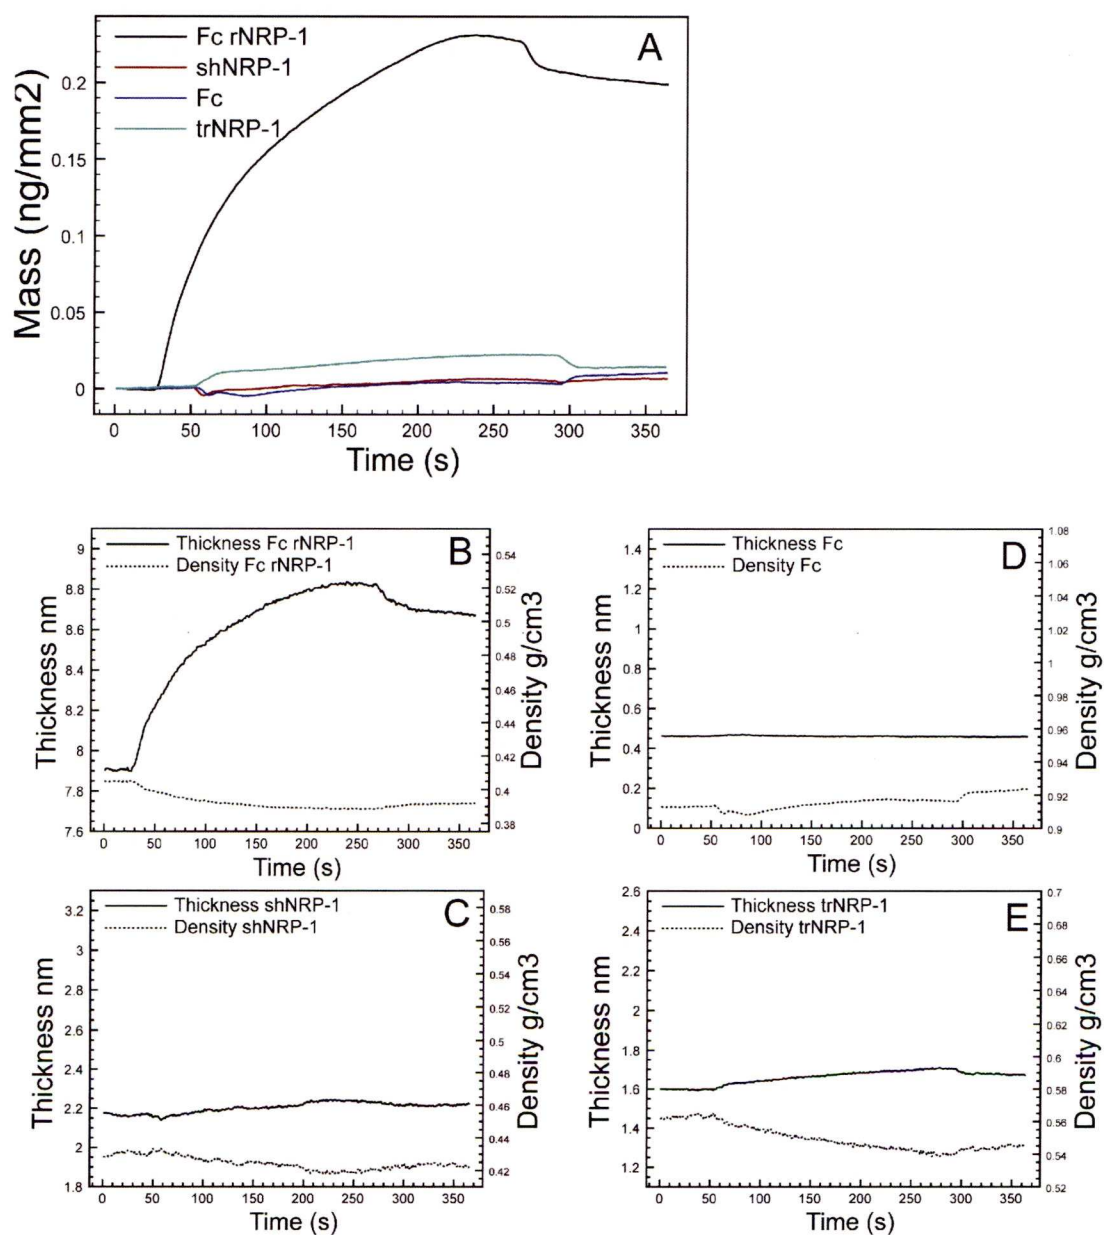 A
Fc rNRP-1
shNRP-1
Fc
trNRP-1
Mass (ng/mm2)
0.2
0.15
0.1
0.05
0
0 50 100 150 200 250 300 350
Time (s)
B
Thickness Fc rNRP-1
Density Fc rNRP-1
Thickness nm
9
8.8
8.6
8.4
8.2
8
7.8
7.6
Density g/cm3
0.54
0.52
0.5
0.48
0.46
0.44
0.42
0.4
0.38
0 50 100 150 200 250 300 350
Time (s)
D
Thickness Fc
Density Fc
Thickness nm
1.4
1.2
1
0.8
0.6
0.4
0.2
0
Density g/cm3
1.08
1.06
1.04
1.02
1
0.98
0.96
0.94
0.92
0.9
0 50 100 150 200 250 300 350
Time (s)
C
Thickness shNRP-1
Density shNRP-1
Thickness nm
3.2
3
2.8
2.6
2.4
2.2
2
1.8
Density g/cm3
0.58
0.56
0.54
0.52
0.5
0.48
0.46
0.44
0.42
0 50 100 150 200 250 300 350
Time (s)
E
Thickness trNRP-1
Density trNRP-1
Thickness nm
2.6
2.4
2.2
2
1.8
1.6
1.4
1.2
Density g/cm3
0.7
0.68
0.66
0.64
0.62
0.6
0.58
0.56
0.54
0.52
0 50 100 150 200 250 300 350
Time (s)